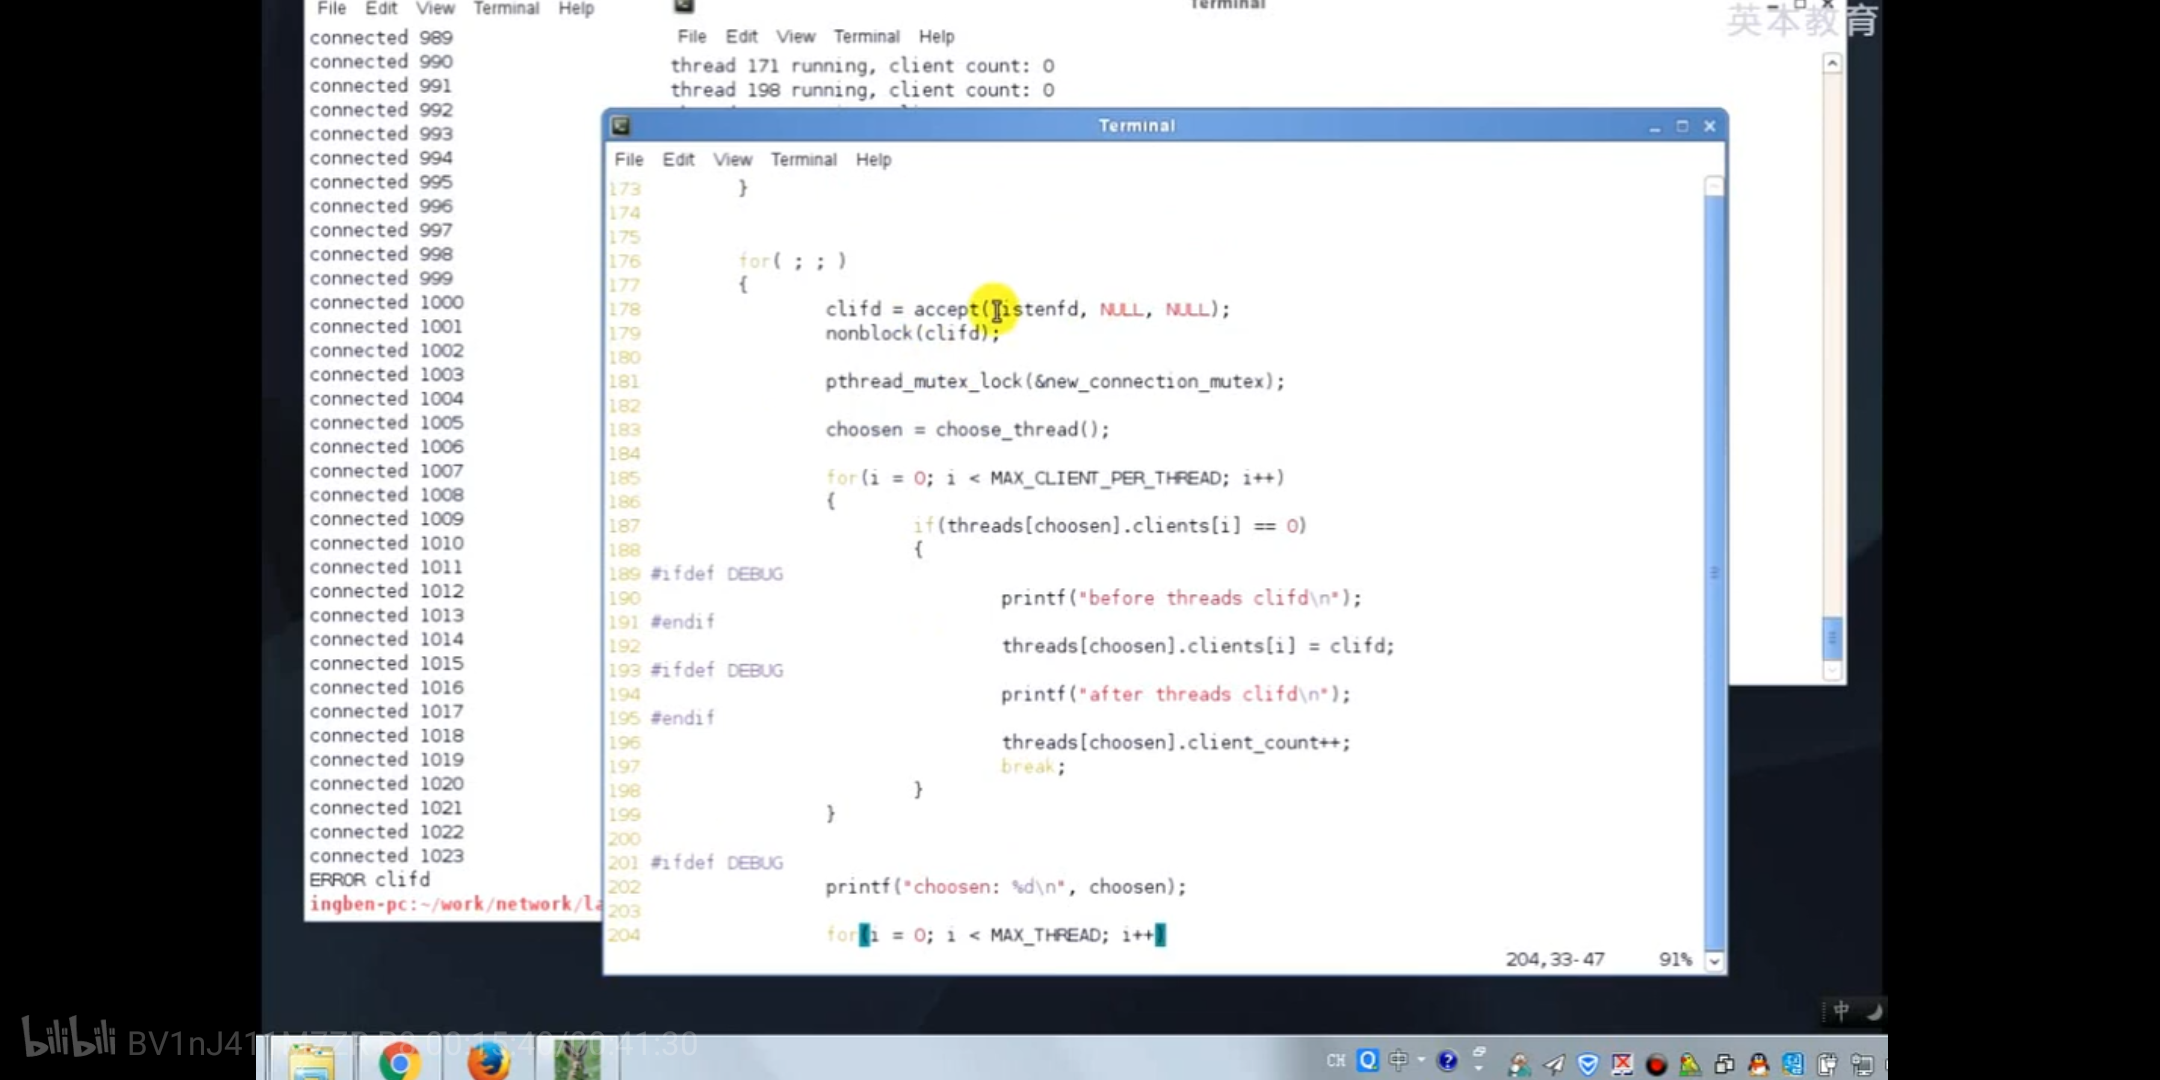 File Edit View Terminal Help
connected 989
connected 990
connected 991
connected 992
connected 993
connected 994
connected 995
connected 996
connected 997
connected 998
connected 999
connected 1000
connected 1001
connected 1002
connected 1003
connected 1004
connected 1005
connected 1006
connected 1007
connected 1008
connected 1009
connected 1010
connected 1011
connected 1012
connected 1013
connected 1014
connected 1015
connected 1016
connected 1017
connected 1018
connected 1019
connected 1020
connected 1021
connected 1022
connected 1023
ERROR clifd
ingben-pc:~/work/network/la
Terminal
英本教育
File Edit View Terminal Help
thread 171 running, client count: 0
thread 198 running, client count: 0
Terminal
File Edit View Terminal Help
173 }
174
175
176 for( ; ; )
177 {
178 clifd = accept(listenfd, NULL, NULL);
179 nonblock(clifd);
180
181 pthread_mutex_lock(&new_connection_mutex);
182
183 choosen = choose_thread();
184
185 for(i = 0; i < MAX_CLIENT_PER_THREAD; i++)
186 {
187 if(threads[choosen].clients[i] == 0)
188 {
189 #ifdef DEBUG
190 printf("before threads clifd\n");
191 #endif
192 threads[choosen].clients[i] = clifd;
193 #ifdef DEBUG
194 printf("after threads clifd\n");
195 #endif
196 threads[choosen].client_count++;
197 break;
198 }
199 }
200
201 #ifdef DEBUG
202 printf("choosen: %d\n", choosen);
203
204 for(i = 0; i < MAX_THREAD; i++)
204,33-47 91%
中
bilibili
CH 中